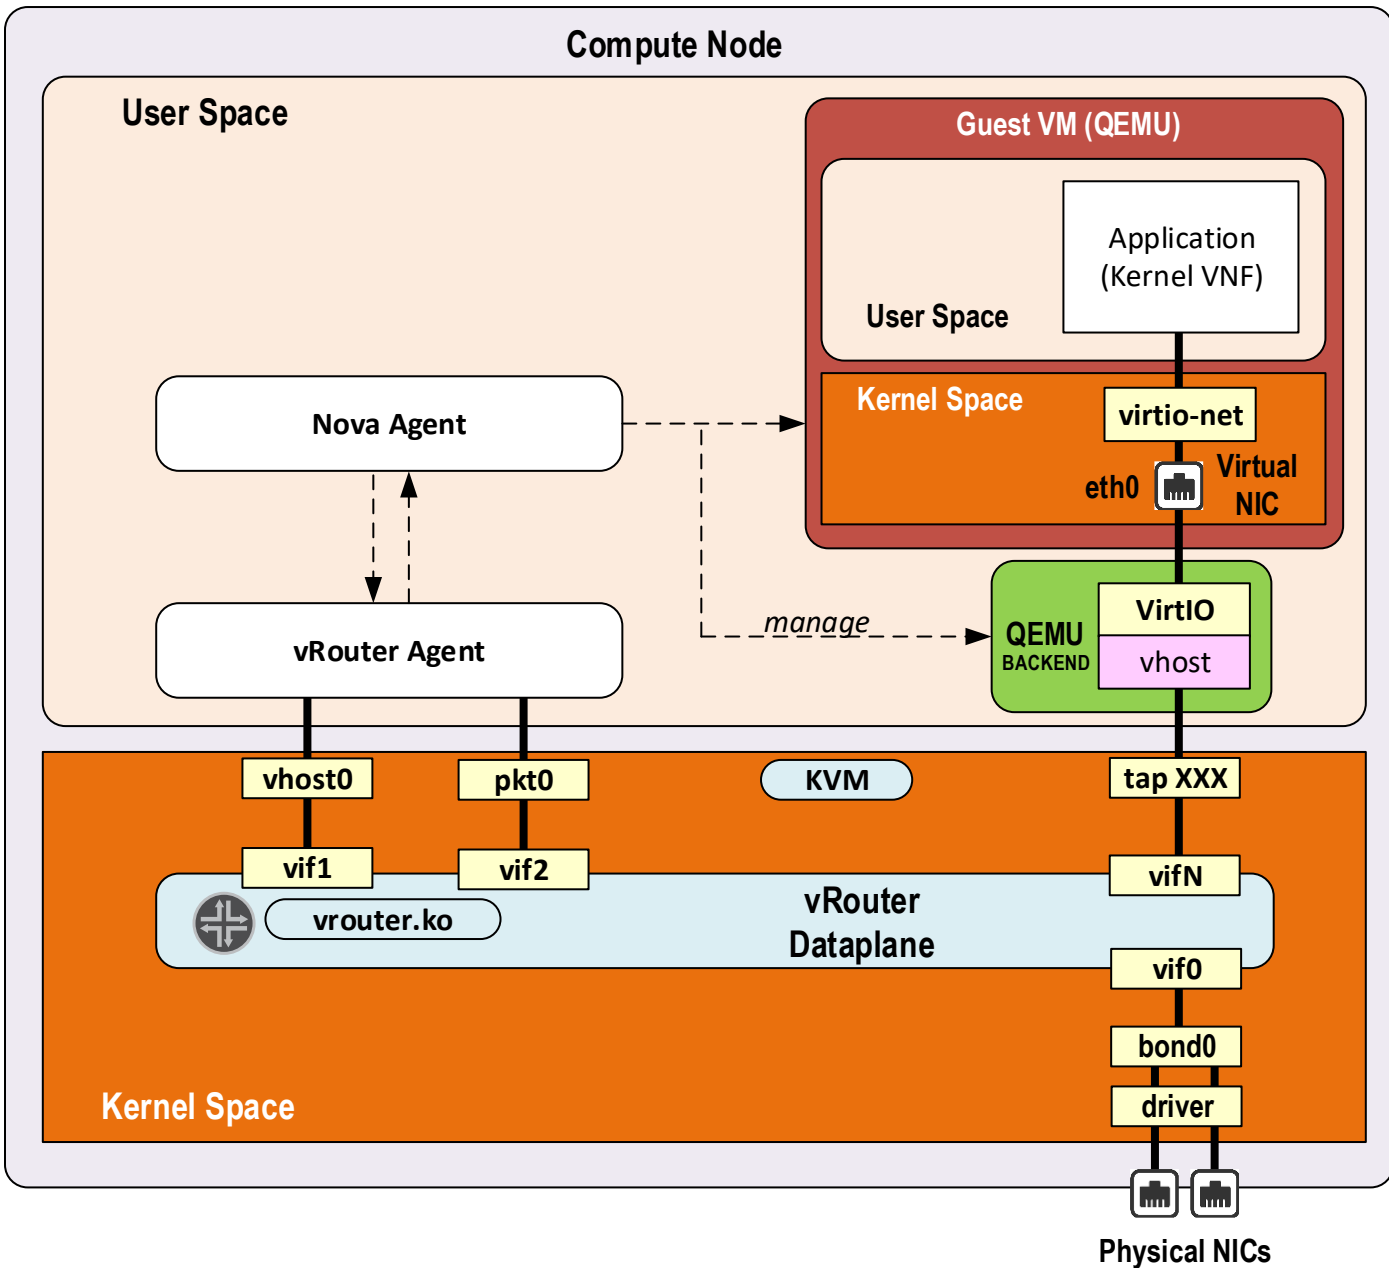 Compute Node
User Space
Guest VM (QEMU)
Application
(Kernel VNF)
User Space
Kernel Space
virtio-net
Nova Agent
eth0
Virtual
NIC
manage
VirtIO
QEMU
BACKEND
vhost
vRouter Agent
vhost0
pkt0
KVM
tap XXX
vif1
vif2
vifN
vrouter.ko
vRouter
Dataplane
vif0
bond0
driver
Kernel Space
Physical NICs